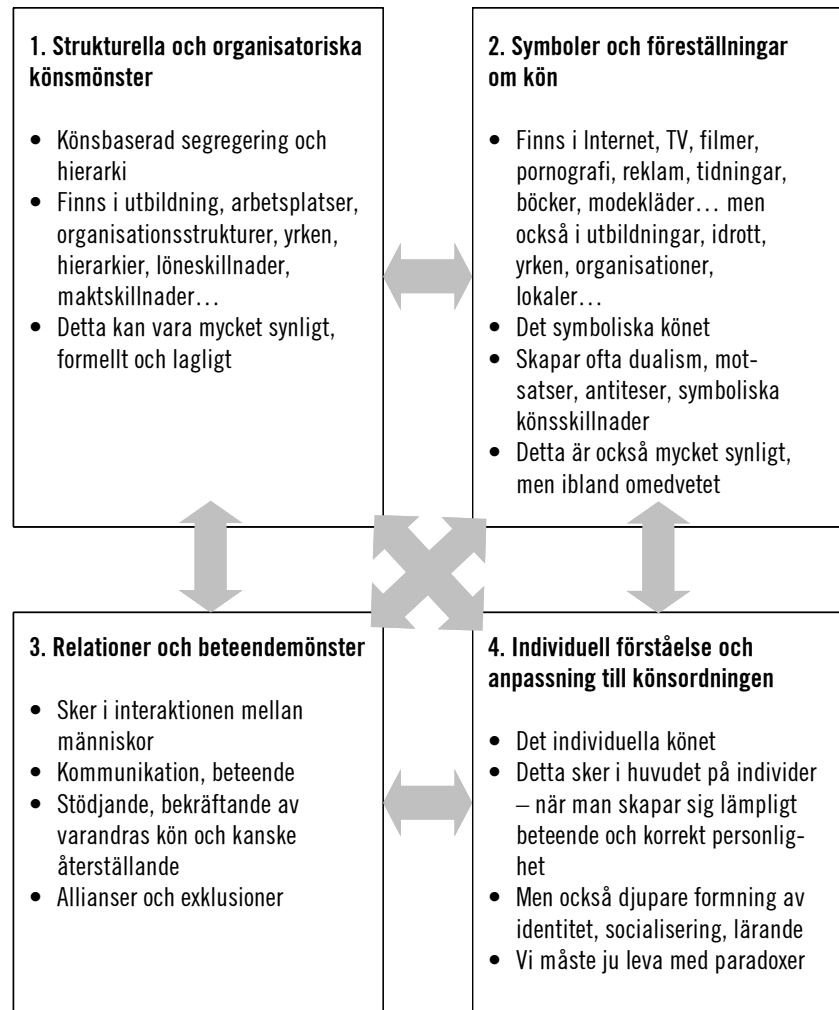 1. Strukturella och organisatoriska
könsmönster
• Könsbaserad segregering och
hierarki
• Finns i utbildning, arbetsplatser,
organisationsstrukturer, yrken,
hierarkier, löneskillnader,
maktskillnader…
• Detta kan vara mycket synligt,
formellt och lagligt
2. Symboler och föreställningar
om kön
• Finns i Internet, TV, filmer,
pornografi, reklam, tidningar,
böcker, modekläder… men
också i utbildningar, idrott,
yrken, organisationer,
lokaler…
• Det symboliska könet
• Skapar ofta dualism, mot-
satser, antiteser, symboliska
könsskillnader
• Detta är också mycket synligt,
men ibland omedvetet
3. Relationer och beteendemönster
• Sker i interaktionen mellan
människor
• Kommunikation, beteende
• Stödjande, bekräftande av
varandras kön och kanske
återställande
• Allianser och exklusioner
4. Individuell förståelse och
anpassning till könsordningen
• Det individuella könet
• Detta sker i huvudet på individer
– när man skapar sig lämpligt
beteende och korrekt personlig-
het
• Men också djupare formning av
identitet, socialisering, lärande
• Vi måste ju leva med paradoxer